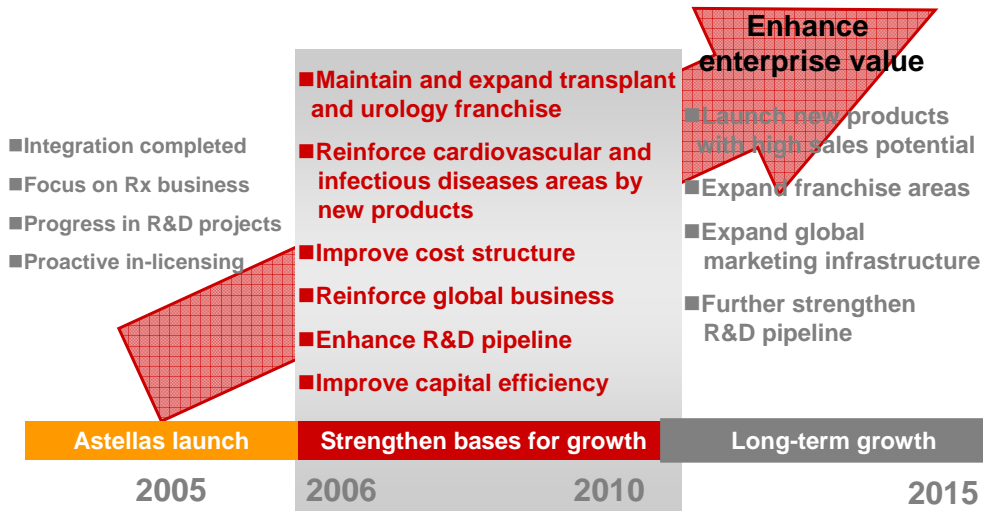 ■Integration completed
■Focus on Rx business
■Progress in R&D projects
■Proactive in-licensing
■Maintain and expand transplant
and urology franchise
■Reinforce cardiovascular and
infectious diseases areas by
new products
■Improve cost structure
■Reinforce global business
■Enhance R&D pipeline
■Improve capital efficiency
Enhance
enterprise value
■Launch new products
with high sales potential
■Expand franchise areas
■Expand global
marketing infrastructure
■Further strengthen
R&D pipeline
Astellas launch
Strengthen bases for growth
Long-term growth
2005
2006
2010
2015